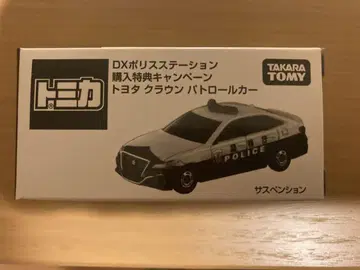 トミカ
DXポリスステーション
購入特典キャンペーン
トヨタ クラウン パトロールカー
TAKARA
TOMY
POLICE
サスペンション